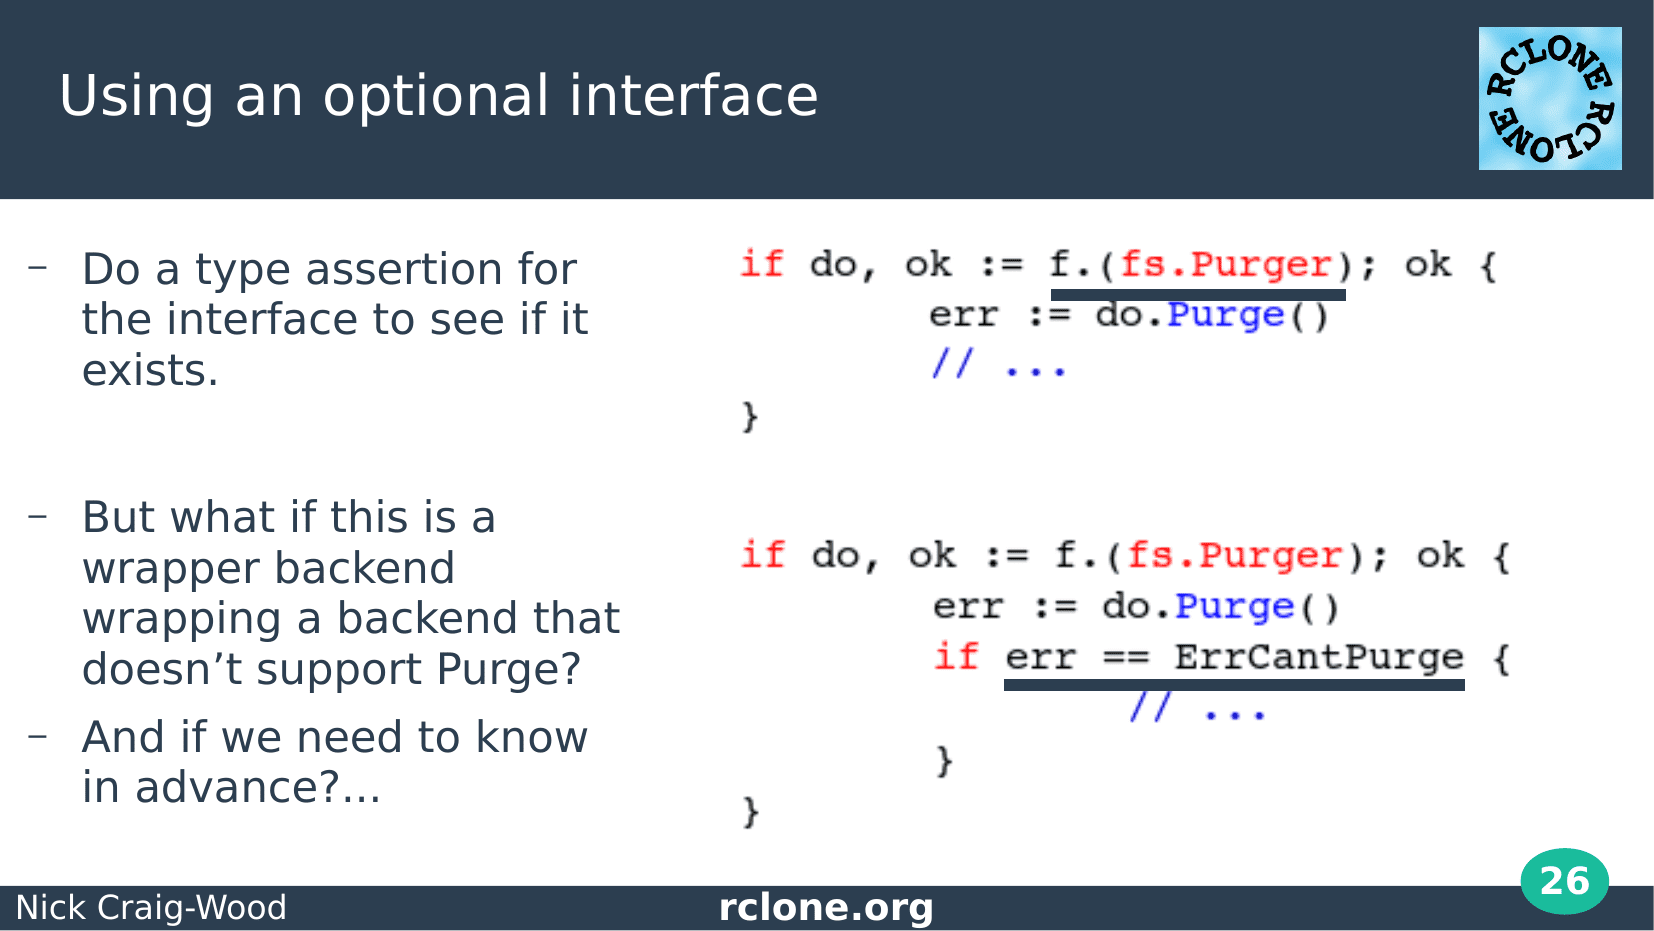 Using an optional interface
RCLONE RCLONE
– Do a type assertion for
the interface to see if it
exists.
if do, ok := f.(fs.Purger); ok {
err := do.Purge()
// ...
}
– But what if this is a
wrapper backend
wrapping a backend that
doesn’t support Purge?
– And if we need to know
in advance?...
if do, ok := f.(fs.Purger); ok {
err := do.Purge()
if err == ErrCantPurge {
// ...
}
}
26
Nick Craig-Wood
rclone.org